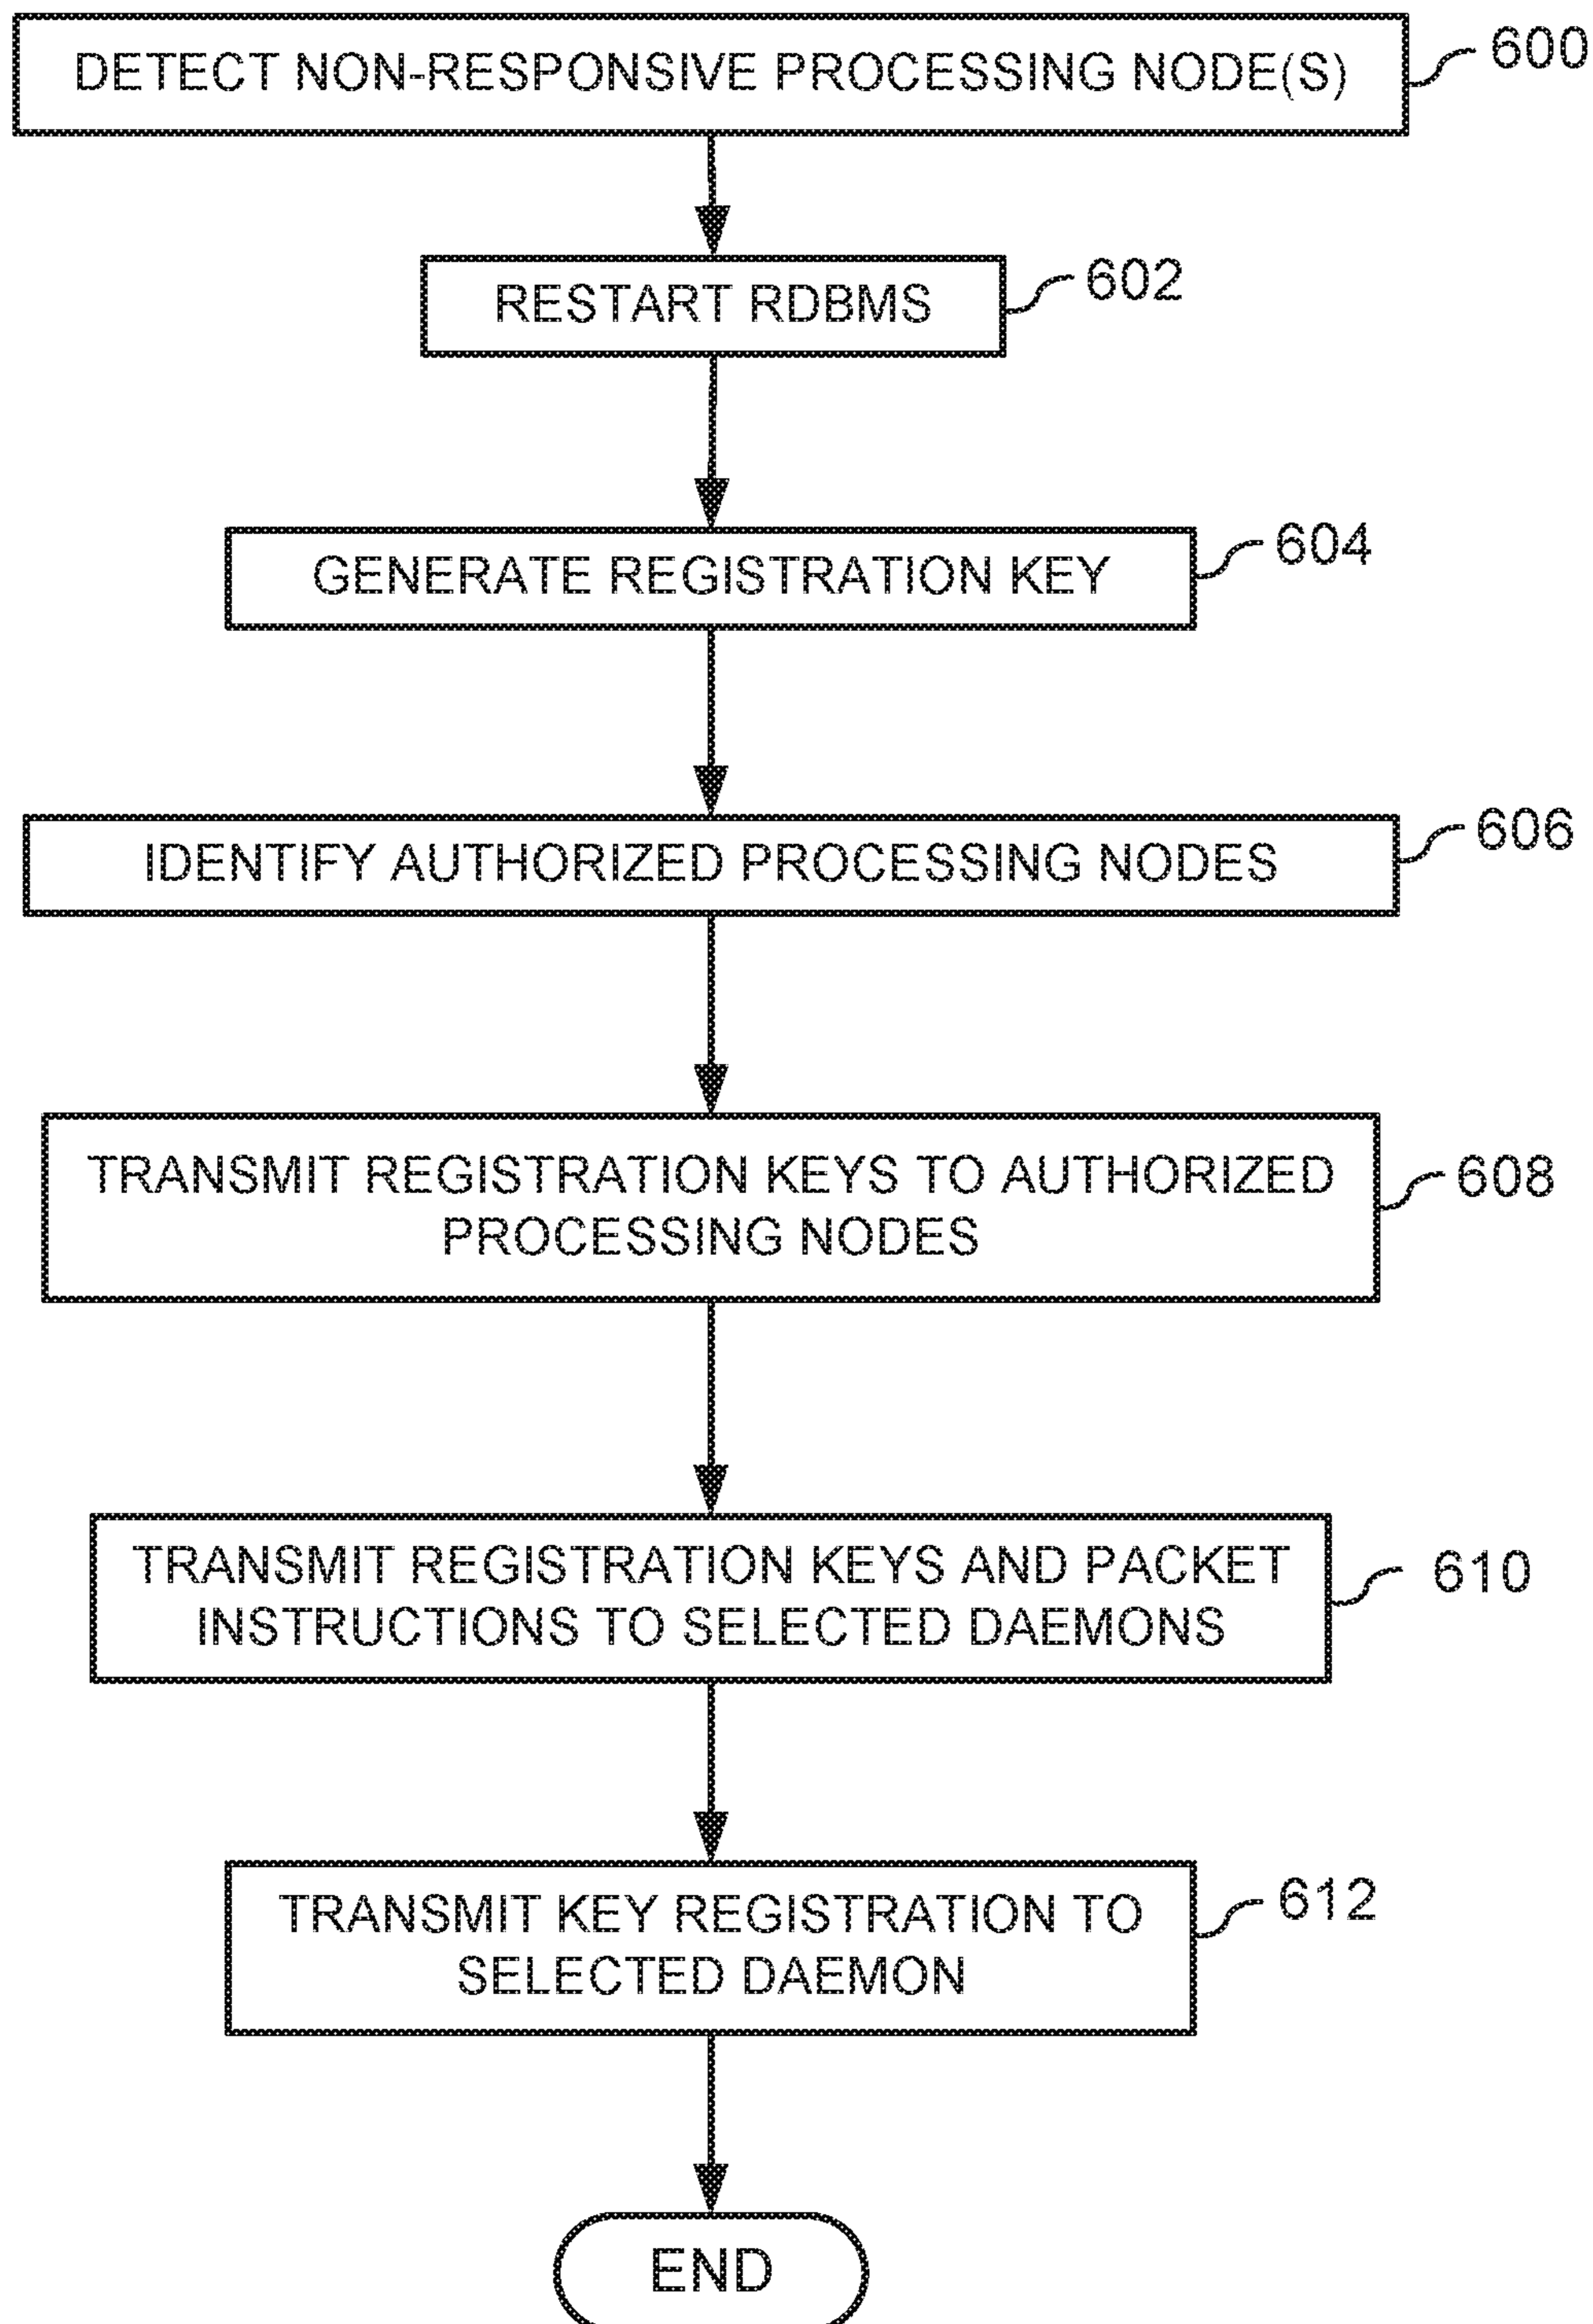 DETECT NON-RESPONSIVE PROCESSING NODE(S)
600
RESTART RDBMS
602
GENERATE REGISTRATION KEY
604
IDENTIFY AUTHORIZED PROCESSING NODES
606
TRANSMIT REGISTRATION KEYS TO AUTHORIZED
PROCESSING NODES
608
TRANSMIT REGISTRATION KEYS AND PACKET
INSTRUCTIONS TO SELECTED DAEMONS
610
TRANSMIT KEY REGISTRATION TO
SELECTED DAEMON
612
END